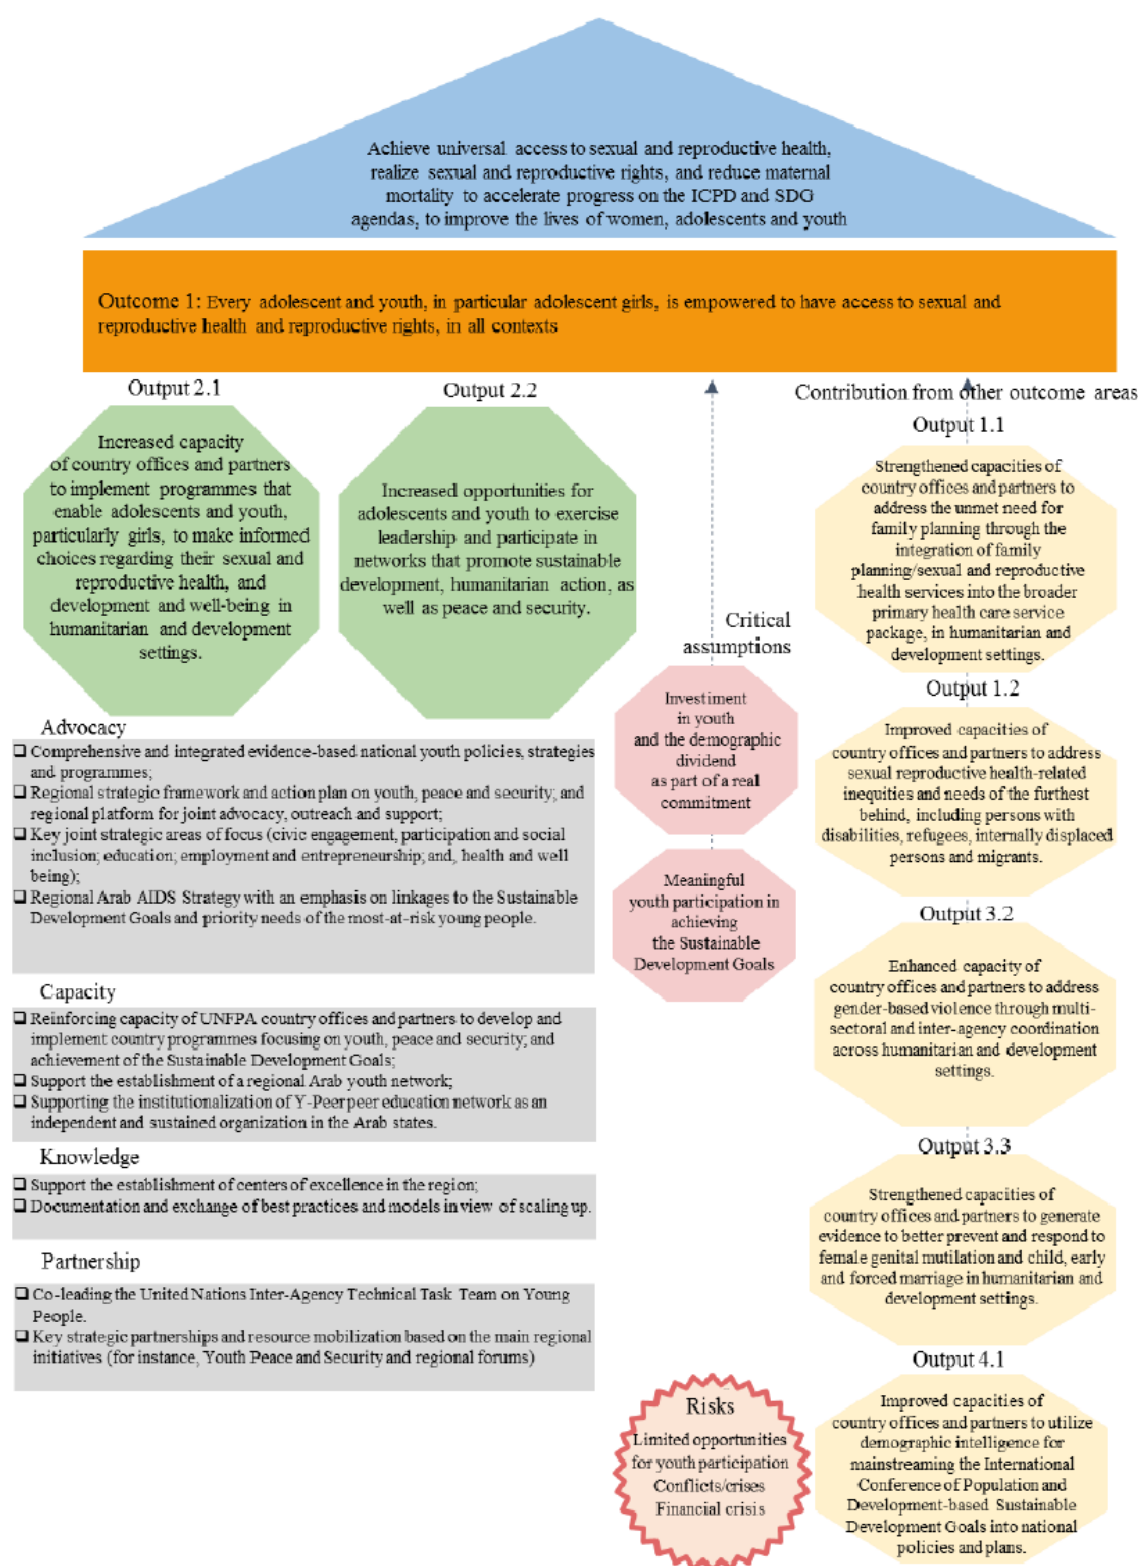 Achieve universal access to sexual and reproductive health,
realize sexual and reproductive rights, and reduce maternal
mortality to accelerate progress on the ICPD and SDG
agendas, to improve the lives of women, adolescents and youth
Outcome 1: Every adolescent and youth, in particular adolescent girls, is empowered to have access to sexual and
reproductive health and reproductive rights, in all contexts
Output 2.1
Increased capacity
of country offices and partners
to implement programmes that
enable adolescents and youth,
particularly girls, to make informed
choices regarding their sexual and
reproductive health, and
development and well-being in
humanitarian and development
settings.
Output 2.2
Increased opportunities for
adolescents and youth to exercise
leadership and participate in
networks that promote sustainable
development, humanitarian action, as
well as peace and security.
Advocacy
❑ Comprehensive and integrated evidence-based national youth policies, strategies
and programmes;
❑ Regional strategic framework and action plan on youth, peace and security; and
regional platform for joint advocacy, outreach and support;
❑ Key joint strategic areas of focus (civic engagement, participation and social
inclusion; education; employment and entrepreneurship; and, health and well
being);
❑ Regional Arab AIDS Strategy with an emphasis on linkages to the Sustainable
Development Goals and priority needs of the most-at-risk young people.
Capacity
❑ Reinforcing capacity of UNFPA country offices and partners to develop and
implement country programmes focusing on youth, peace and security; and
achievement of the Sustainable Development Goals;
❑ Support the establishment of a regional Arab youth network;
❑ Supporting the institutionalization of Y-Peer peer education network as an
independent and sustained organization in the Arab states.
Knowledge
❑ Support the establishment of centers of excellence in the region;
❑ Documentation and exchange of best practices and models in view of scaling up.
Partnership
❑ Co-leading the United Nations Inter-Agency Technical Task Team on Young
People.
❑ Key strategic partnerships and resource mobilization based on the main regional
initiatives (for instance, Youth Peace and Security and regional forums)
Critical
assumptions
Investiment
in youth
and the demographic
dividend
as part of a real
commitment
Meaningful
youth participation in
achieving
the Sustainable
Development Goals
Risks
Limited opportunities
for youth participation
Conflicts/crises
Financial crisis
Contribution from other outcome areas
Output 1.1
Strengthened capacities of
country offices and partners to
address the unmet need for
family planning through the
integration of family
planning/sexual and reproductive
health services into the broader
primary health care service
package, in humanitarian and
development settings.
Output 1.2
Improved capacities of
country offices and partners to address
sexual reproductive health-related
inequities and needs of the furthest
behind, including persons with
disabilities, refugees, internally displaced
persons and migrants.
Output 3.2
Enhanced capacity of
country offices and partners to address
gender-based violence through multi-
sectoral and inter-agency coordination
across humanitarian and development
settings.
Output 3.3
Strengthened capacities of
country offices and partners to generate
evidence to better prevent and respond to
female genital mutilation and child, early
and forced marriage in humanitarian and
development settings.
Output 4.1
Improved capacities of
country offices and partners to utilize
demographic intelligence for
mainstreaming the International
Conference of Population and
Development-based Sustainable
Development Goals into national
policies and plans.